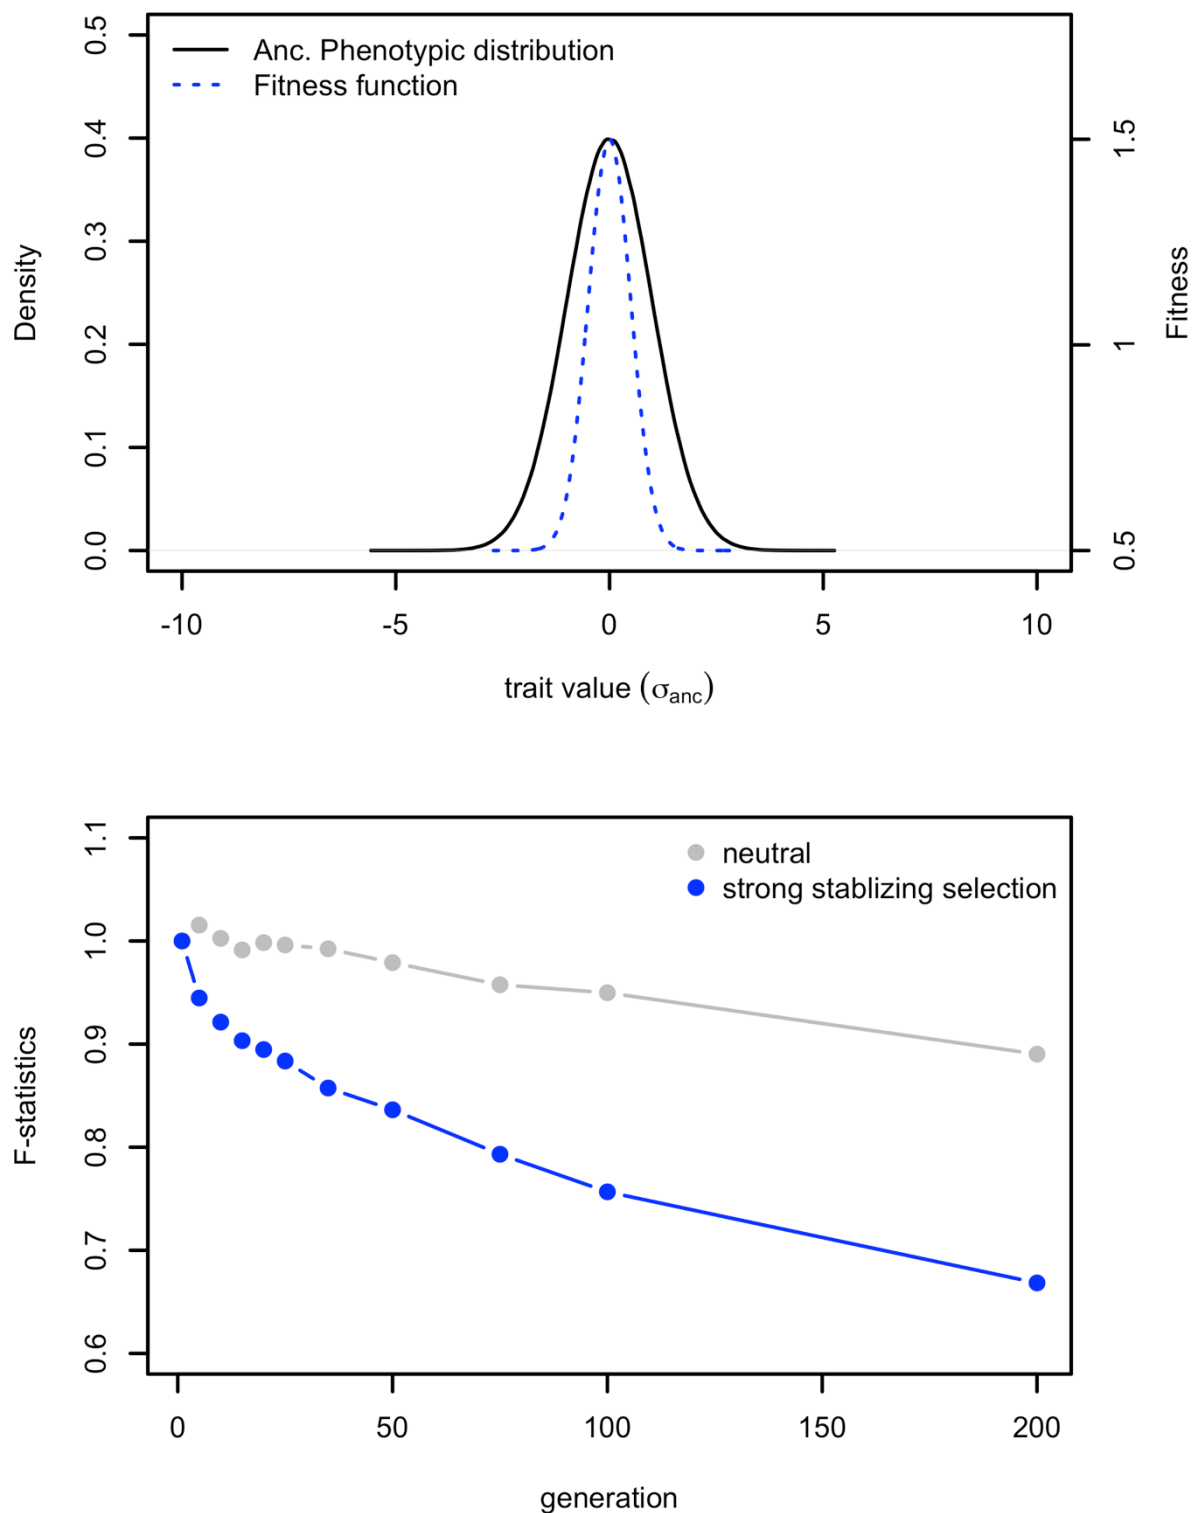 Anc. Phenotypic distribution
Fitness function
0.5
0.4
0.3
0.2
0.1
0.0
Density
1.5
1
0.5
Fitness
-10 -5 0 5 10
trait value (σanc)
neutral
strong stablizing selection
1.1
1.0
0.9
0.8
0.7
0.6
F-statistics
0 50 100 150 200
generation